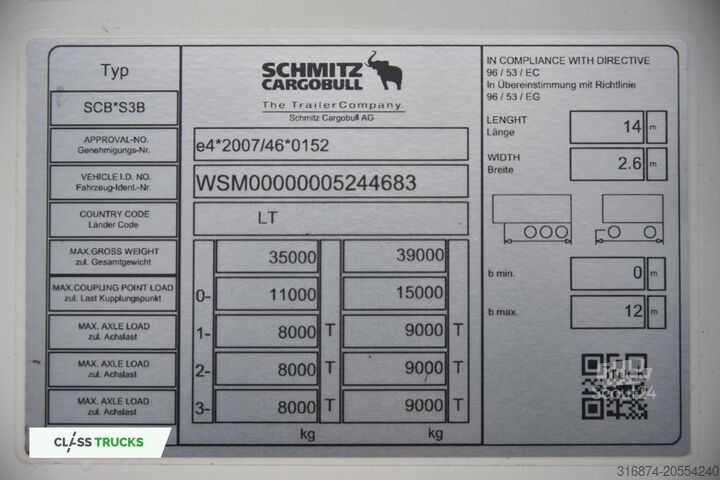 Typ
SCB*S3B
APPROVAL-NO.
Genehmigungs-Nr.
VEHICLE I.D. NO.
Fahrzeug-Ident.-Nr.
COUNTRY CODE
Länder Code
MAX.GROSS WEIGHT
zul. Gesamtgewicht
MAX.COUPLING POINT LOAD
zul. Last Kupplungspunkt
MAX. AXLE LOAD
zul. Achslast
MAX. AXLE LOAD
zul. Achslast
MAX. AXLE LOAD
zul. Achslast
SCHMITZ
CARGOBULL
The TrailerCompany.
Schmitz Cargobull AG
e4*2007/46*0152
WSM00000005244683
LT
35000 39000
0- 11000 15000
1- 8000 T 9000 T
2- 8000 T 9000 T
3- 8000 T 9000 T
kg kg
IN COMPLIANCE WITH DIRECTIVE
96 / 53 / EC
In Übereinstimmung mit Richtlinie
96 / 53 / EG
LENGHT
Länge
14 m
WIDTH
Breite
2.6 m
b min. 0 m
b max. 12 m
CLASSTRUCKS
316874-20554240